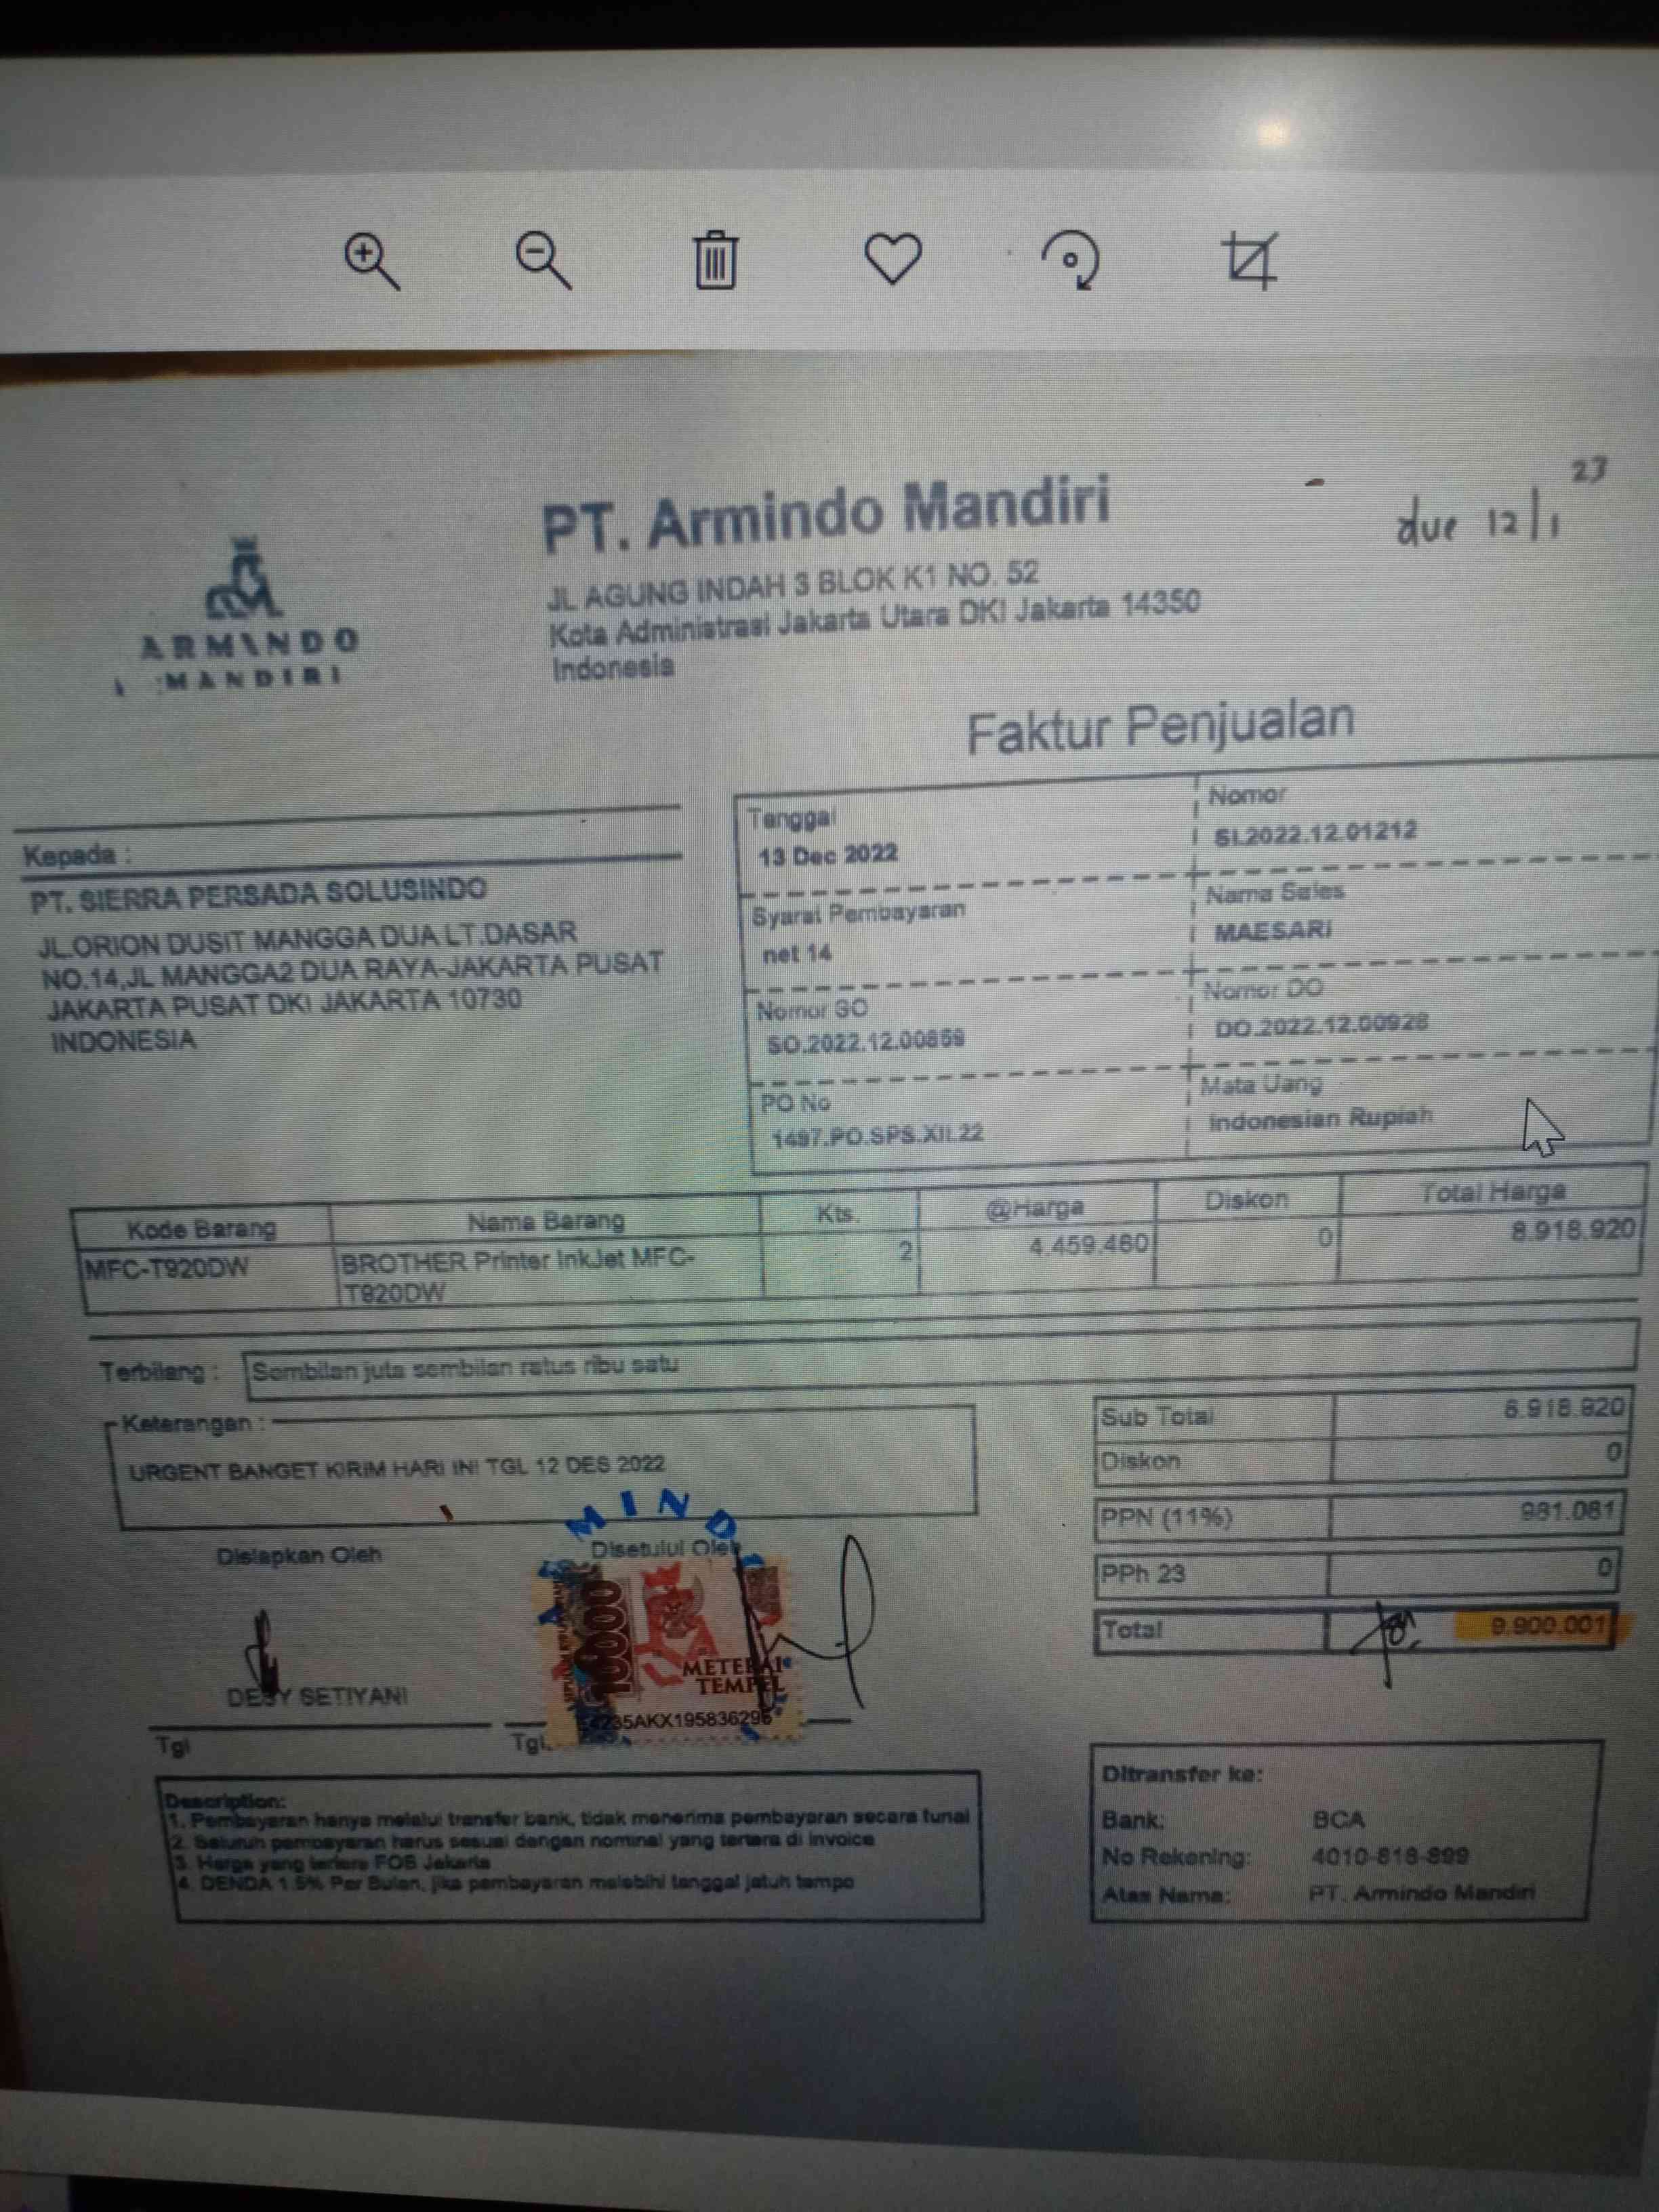 due 12/1 23
ARMINDO
MANDIRI
PT. Armindo Mandiri
JL AGUNG INDAH 3 BLOK K1 NO. 52
Kota Administrasi Jakarta Utara DKI Jakarta 14350
Indonesia
Faktur Penjualan
Kepada :
PT. SIERRA PERSADA SOLUSINDO
JL.ORION DUSIT MANGGA DUA LT.DASAR
NO.14,JL MANGGA2 DUA RAYA-JAKARTA PUSAT
JAKARTA PUSAT DKI JAKARTA 10730
INDONESIA
Tanggal
13 Dec 2022
Nomor
SI.2022.12.01212
Syarat Pembayaran
net 14
Nama Sales
MAESARI
Nomor SO
SO.2022.12.00859
Nomor DO
DO.2022.12.00928
PO No
1497.PO.SPS.XII.22
Mata Uang
Indonesian Rupiah
Kode Barang Nama Barang Kts. @Harga Diskon Total Harga
MFC-T920DW BROTHER Printer InkJet MFC- 2 4.459.460 0 8.918.920
T920DW
Terbilang : Sembilan juta sembilan ratus ribu satu
Keterangan :
URGENT BANGET KIRIM HARI INI TGL 12 DES 2022
Sub Total 8.918.920
Diskon 0
PPN (11%) 981.081
PPh 23 0
Total 9.900.001
Disiapkan Oleh
Disetujui Oleh
MIND
10000
METERAI
TEMPEL
DESY SETIYANI
Tgl
Tgl.
Description:
1. Pembayaran hanya melalui transfer bank, tidak menerima pembayaran secara tunai
2. Seluruh pembayaran harus sesuai dengan nominal yang tertera di invoice
3. Harga yang tertera FOB Jakarta
4. DENDA 1.5% Per Bulan, jika pembayaran melebihi tanggal jatuh tempo
Ditransfer ke:
Bank: BCA
No Rekening: 4010-818-899
Atas Nama: PT. Armindo Mandiri